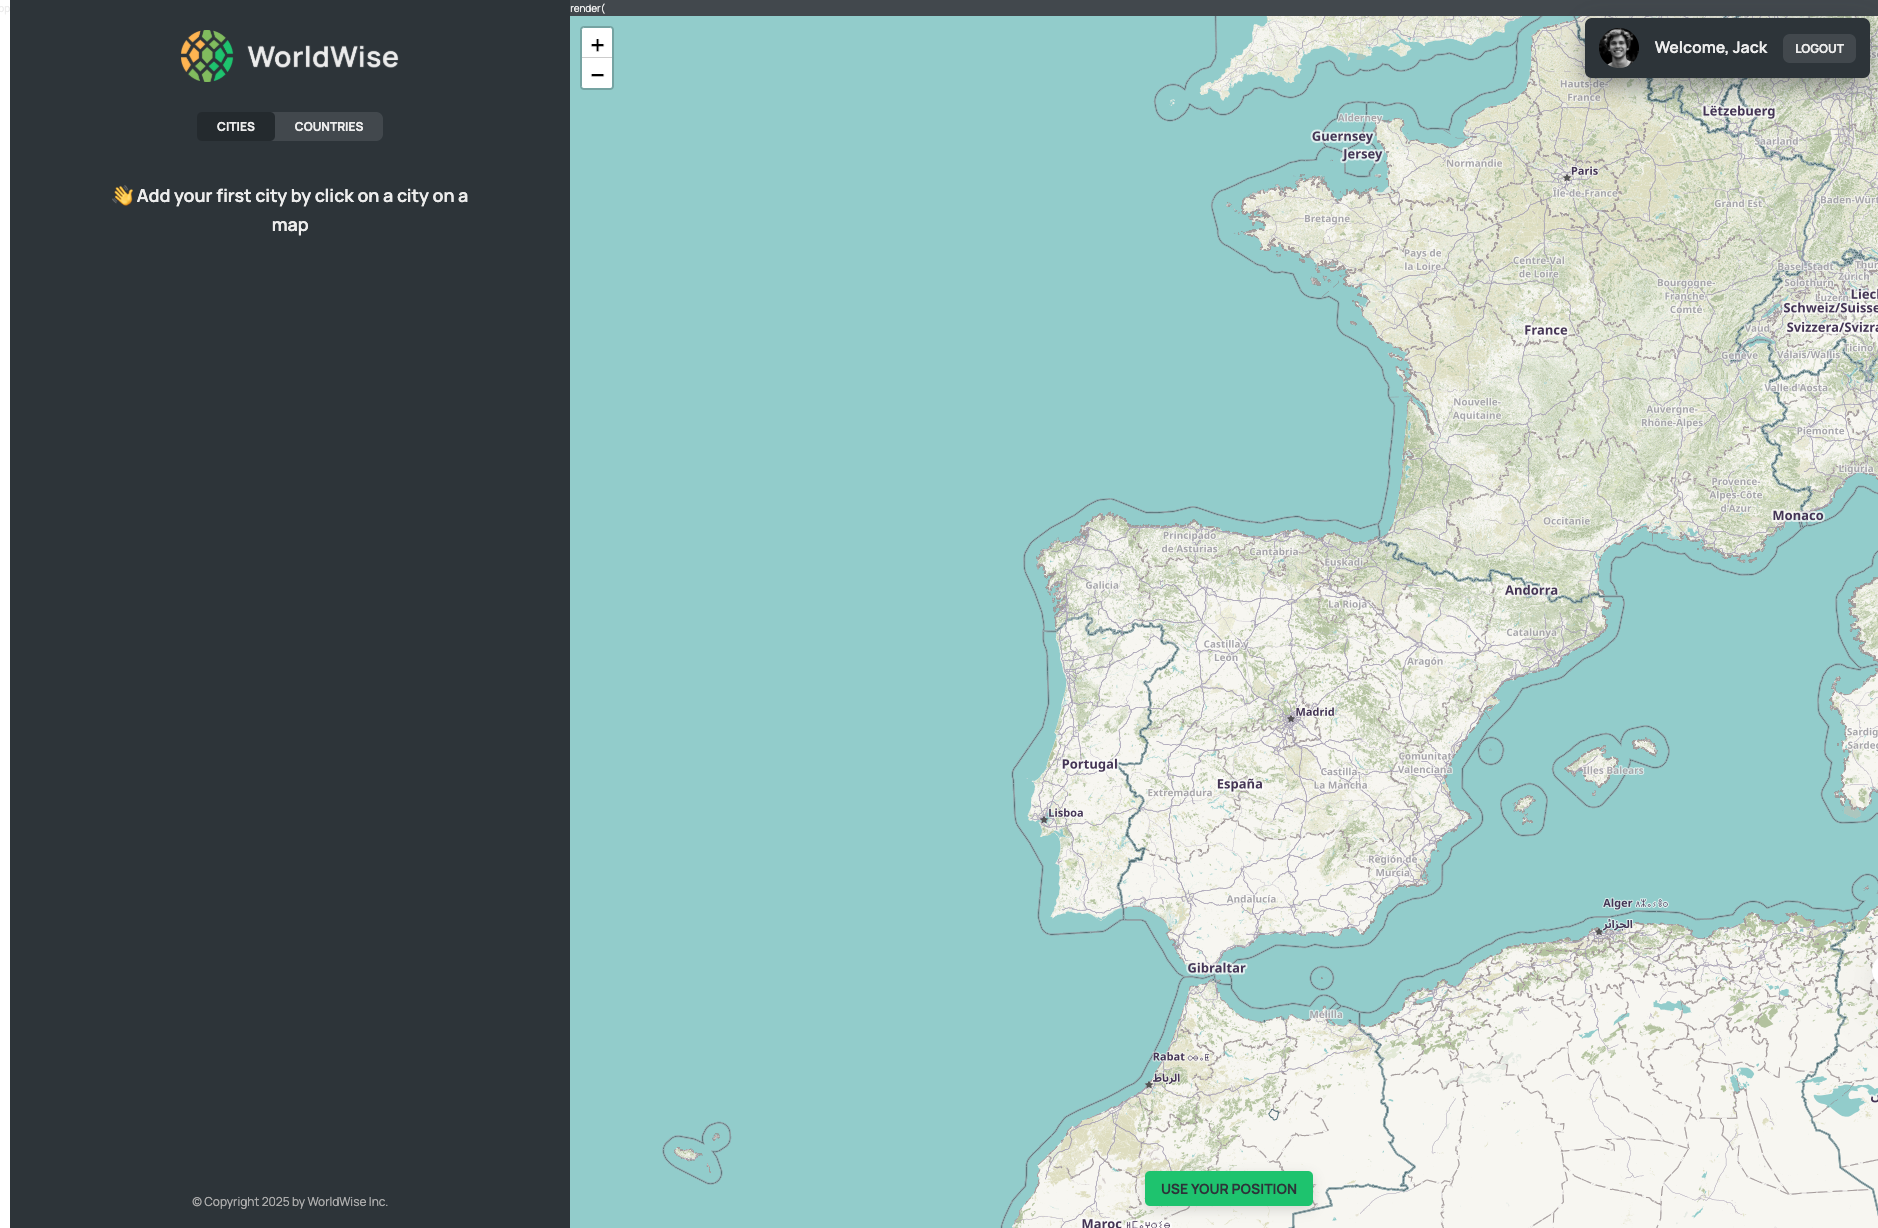 render(
WorldWise
CITIES
COUNTRIES
👋 Add your first city by click on a city on a
map
© Copyright 2025 by WorldWise Inc.
+
−
Welcome, Jack
LOGOUT
Hauts-de-
France
Lëtzebuerg
Saarland
Alderney
Guernsey
Jersey
Normandie
Paris
Île-de-France
Grand Est
Baden-Würt
Bretagne
Pays de
la Loire
Centre-Val
de Loire
Bourgogne-
Franche-
Comté
Basel-Stadt
Thur
Solothurn
Zürich
Luzern
Liec
Schweiz/Suisse
Svizzera/Svizra
France
Vaud
Genève
Valais/Wallis
Ticino
Valle d'Aosta
Nouvelle-
Aquitaine
Auvergne-
Rhône-Alpes
Piemonte
Liguria
Provence-
Alpes-Côte
d'Azur
Monaco
Occitanie
Principado
de Asturias
Cantabria
Euskadi
Galicia
Andorra
La Rioja
Catalunya
Castilla y
León
Aragón
Madrid
Sardig
Sarde
Portugal
España
Castilla-
La Mancha
Comunitat
Valenciana
Illes Balears
Extremadura
Lisboa
Región de
Murcia
Andalucía
Alger
الجزائر
Gibraltar
Melilla
Rabat ⴰⵔⴱⴰⵟ
الرباط
USE YOUR POSITION
Maroc ⵍⵎⵖⵔⵉⴱ